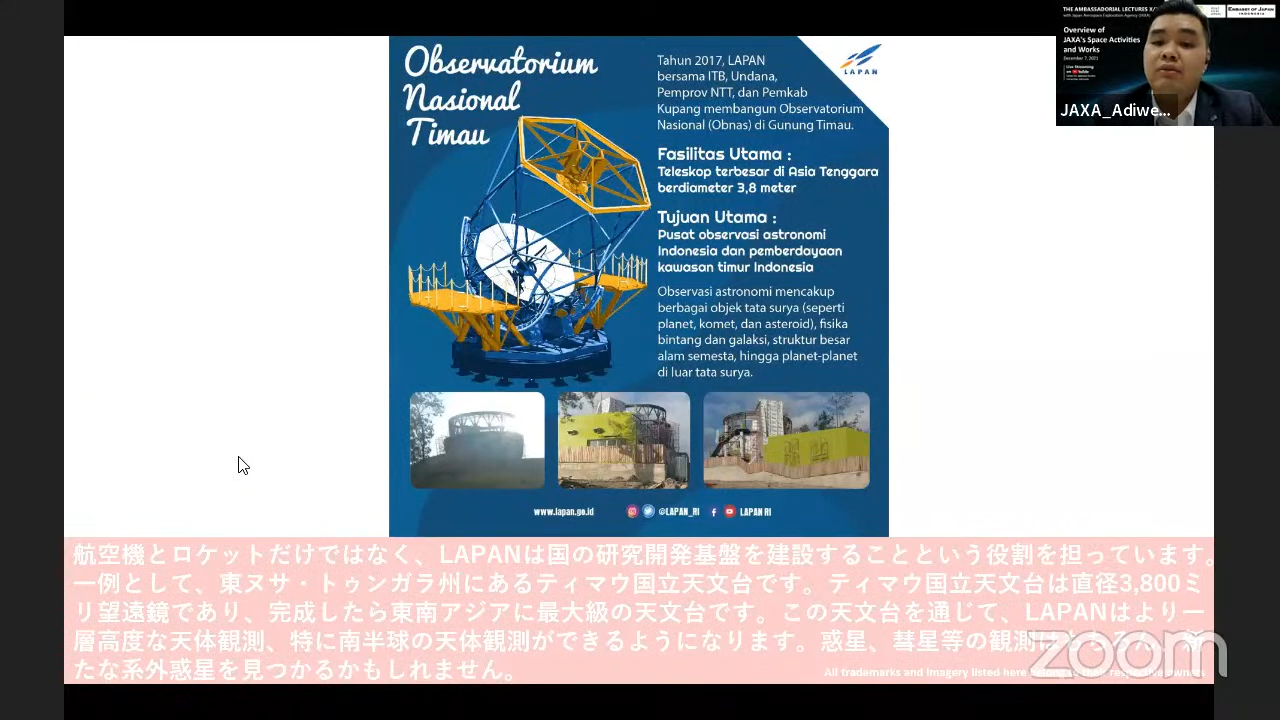 THE AMBASSADORIAL LECTURES
with Japan Aerospace Exploration Agency (JAXA)
EMBASSY OF JAPAN
INDONESIA
Overview of
JAXA's Space Activities
and Works
December 7, 2021
Live Streaming
on YouTube
JAXA_Adiwe...
Observatorium
Nasional
Timau
LAPAN
Tahun 2017, LAPAN
bersama ITB, Undana,
Pemprov NTT, dan Pemkab
Kupang membangun Observatorium
Nasional (Obnas) di Gunung Timau.
Fasilitas Utama :
Teleskop terbesar di Asia Tenggara
berdiameter 3,8 meter
Tujuan Utama :
Pusat observasi astronomi
Indonesia dan pemberdayaan
kawasan timur Indonesia
Observasi astronomi mencakup
berbagai objek tata surya (seperti
planet, komet, dan asteroid), fisika
bintang dan galaksi, struktur besar
alam semesta, hingga planet-planet
di luar tata surya.
www.lapan.go.id
@LAPAN_RI
LAPAN RI
航空機とロケットだけではなく、LAPANは国の研究開発基盤を建設することという役割を担っています。
一例として、東ヌサ・トゥンガラ州にあるティマウ国立天文台です。ティマウ国立天文台は直径3,800ミ
リ望遠鏡であり、完成したら東南アジアに最大級の天文台です。この天文台を通じて、LAPANはより一
層高度な天体観測、特に南半球の天体観測ができるようになります。惑星、彗星等の観測は
たな系外惑星を見つかるかもしれません。
All trademarks and imagery listed here
zoom